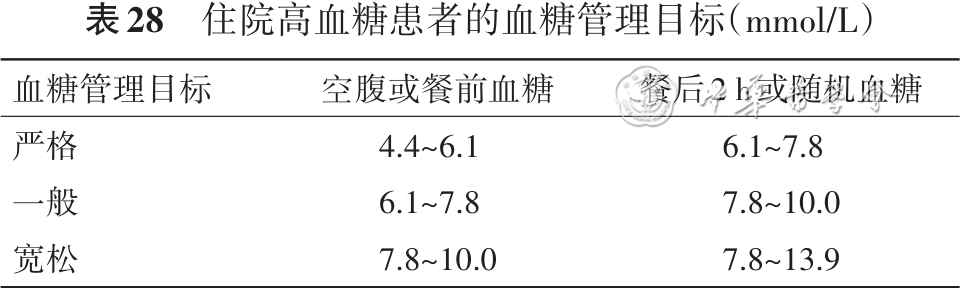 表28 住院高血糖患者的血糖管理目标(mmol/L)
血糖管理目标 空腹或餐前血糖 餐后2 h或随机血糖
严格 4.4~6.1 6.1~7.8
一般 6.1~7.8 7.8~10.0
宽松 7.8~10.0 7.8~13.9